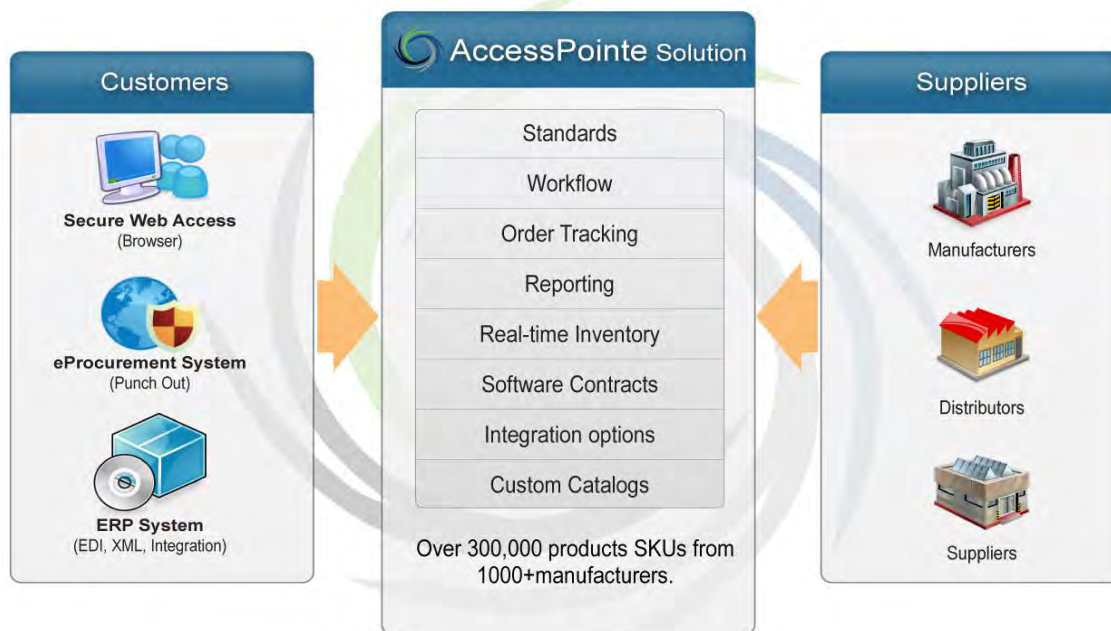 Customers
Secure Web Access
(Browser)
eProcurement System
(Punch Out)
ERP System
(EDI, XML, Integration)
AccessPointe Solution
Standards
Workflow
Order Tracking
Reporting
Real-time Inventory
Software Contracts
Integration options
Custom Catalogs
Over 300,000 products SKUs from
1000+manufacturers.
Suppliers
Manufacturers
Distributors
Suppliers